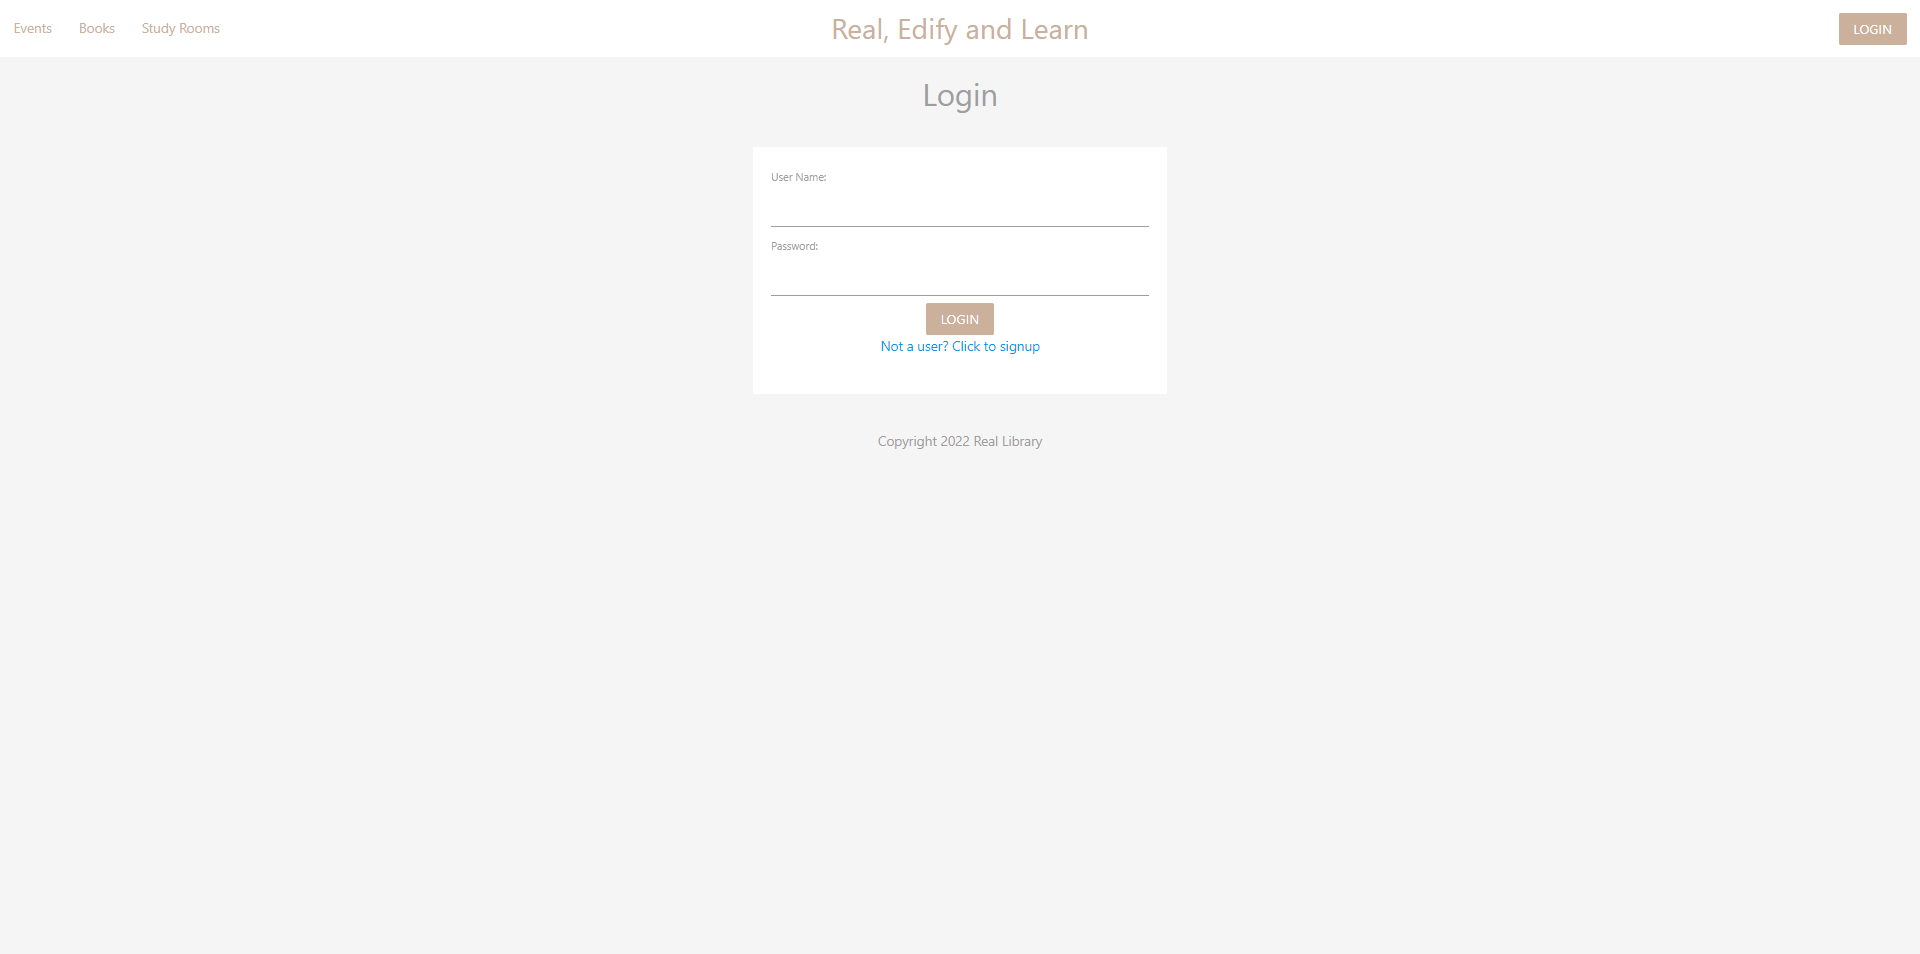 Events Books Study Rooms Real, Edify and Learn LOGIN
Login
User Name:
Password:
LOGIN
Not a user? Click to signup
Copyright 2022 Real Library